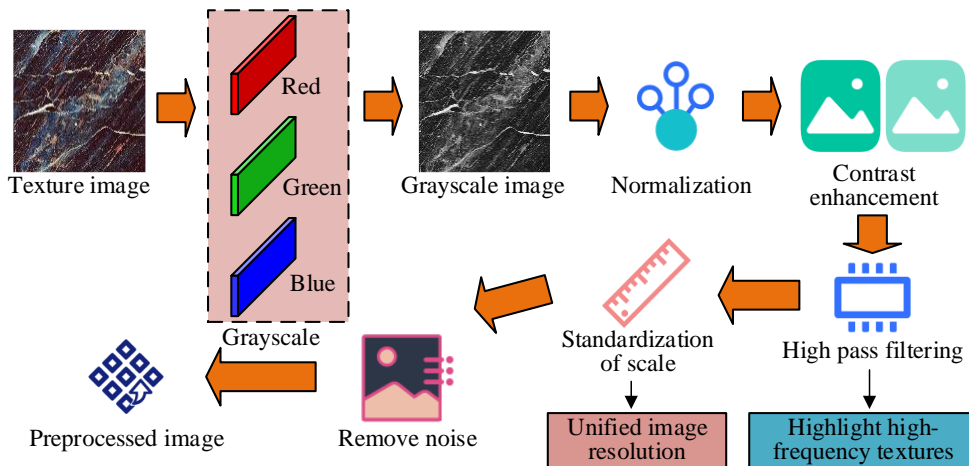 Red
Green
Blue
Texture image
Grayscale
Grayscale image
Normalization
Contrast
enhancement
High pass filtering
Highlight high-
frequency textures
Standardization
of scale
Unified image
resolution
Remove noise
Preprocessed image